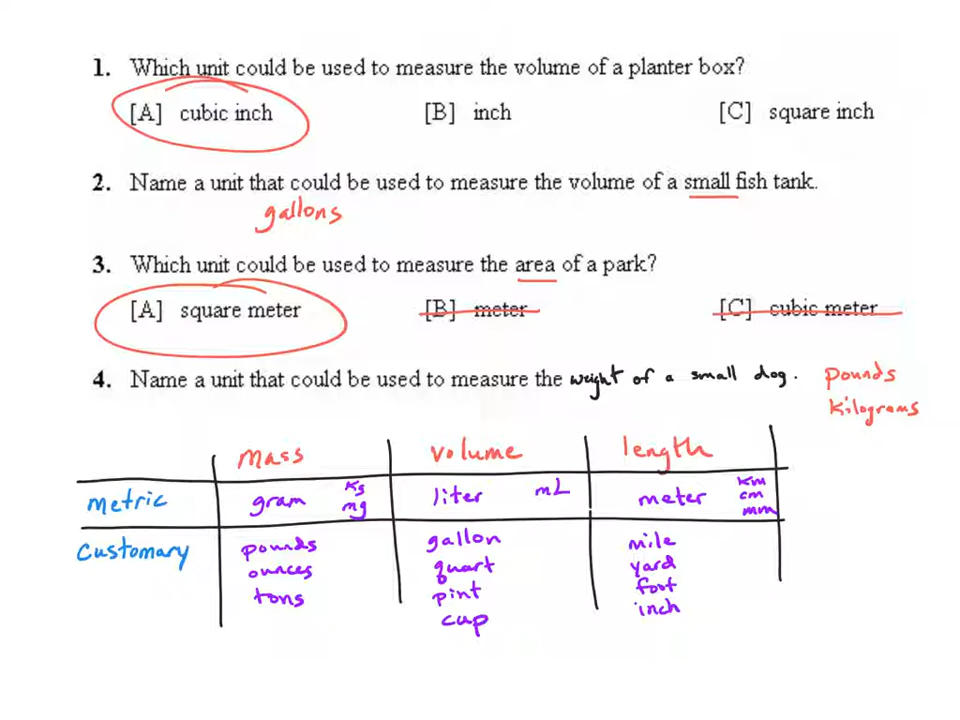 1. Which unit could be used to measure the volume of a planter box?
[A] cubic inch [B] inch [C] square inch
2. Name a unit that could be used to measure the volume of a small fish tank.
gallons
3. Which unit could be used to measure the area of a park?
[A] square meter [B] meter [C] cubic meter
4. Name a unit that could be used to measure the weight of a small dog. pounds
kilograms
mass volume length
metric gram kg mg liter mL meter km cm mm
customary pounds gallon mile
ounces quart yard
tons pint foot
cup inch